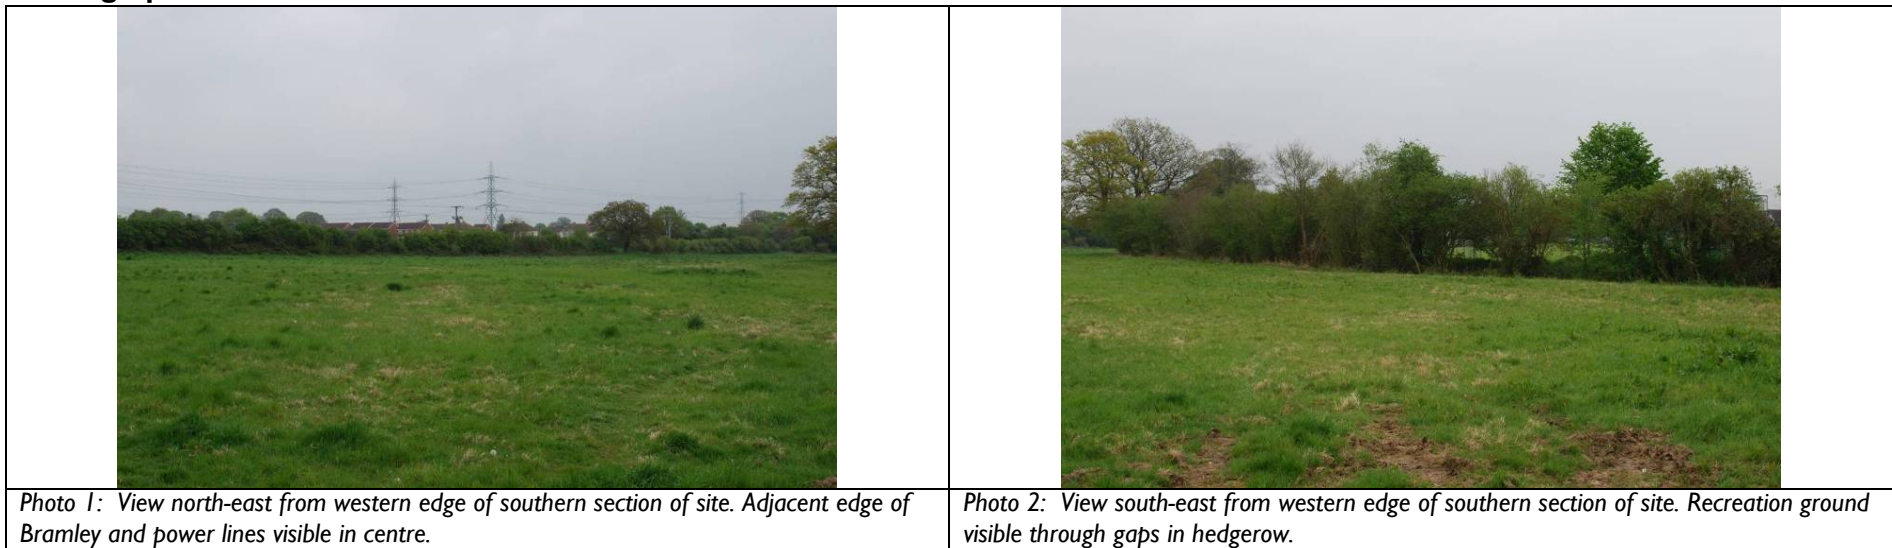 Photo 1: View north-east from western edge of southern section of site. Adjacent edge of
Bramley and power lines visible in centre.
Photo 2: View south-east from western edge of southern section of site. Recreation ground
visible through gaps in hedgerow.